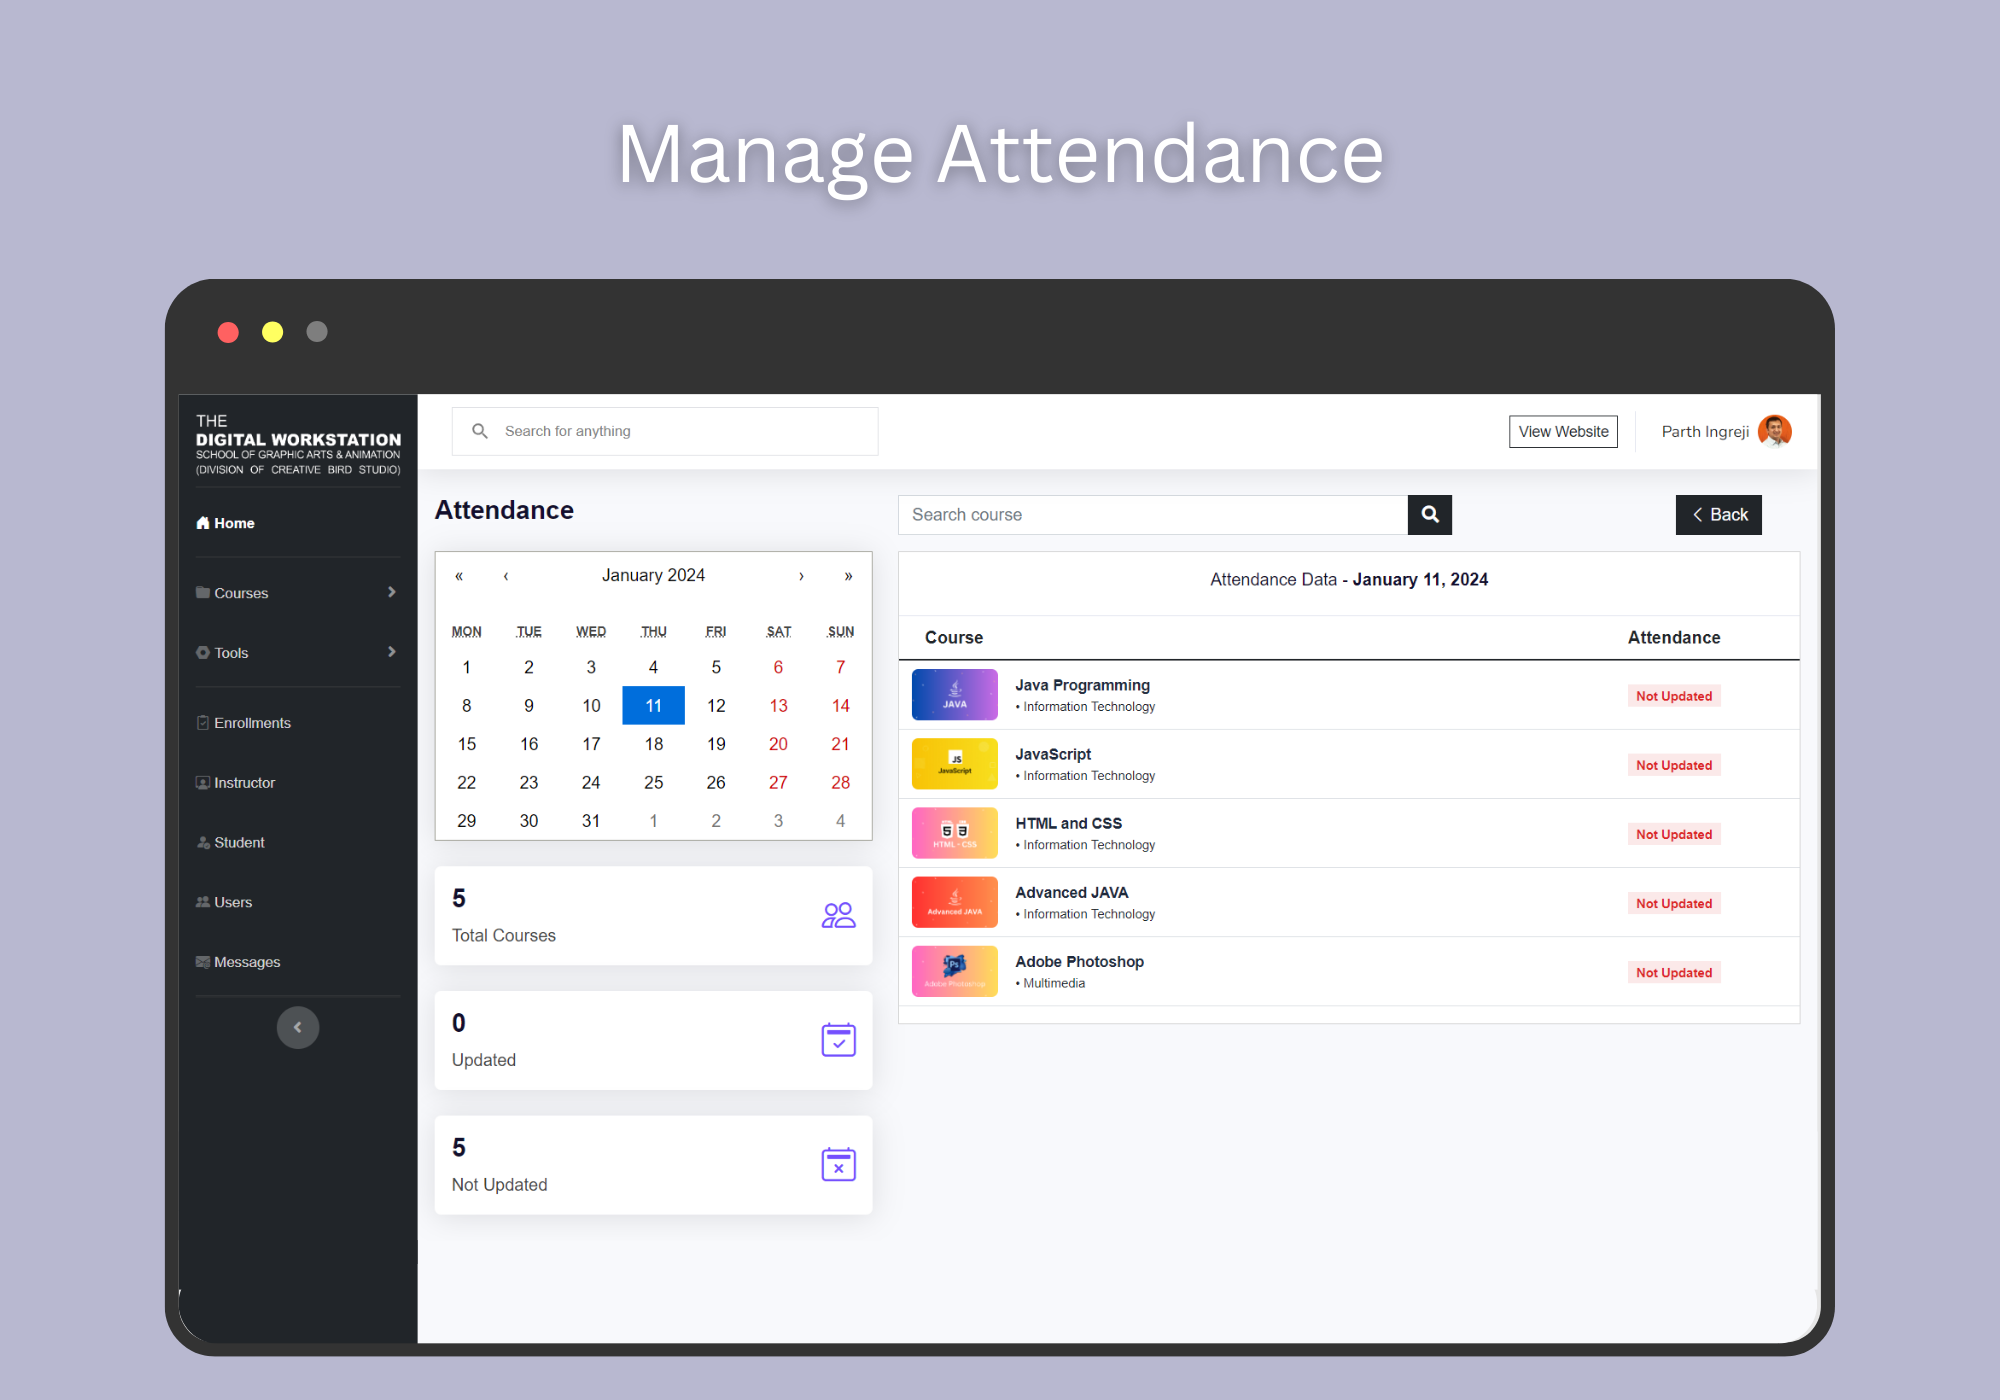 Manage Attendance
THE
DIGITAL WORKSTATION
SCHOOL OF GRAPHIC ARTS & ANIMATION
(DIVISION OF CREATIVE BIRD STUDIO)
Home
Courses
Tools
Enrollments
Instructor
Student
Users
Messages
Search for anything
View Website
Parth Ingreji
Attendance
« ‹ January 2024 › »
MON TUE WED THU FRI SAT SUN
1 2 3 4 5 6 7
8 9 10 11 12 13 14
15 16 17 18 19 20 21
22 23 24 25 26 27 28
29 30 31 1 2 3 4
5
Total Courses
0
Updated
5
Not Updated
Search course
Back
Attendance Data - January 11, 2024
Course Attendance
JAVA
Java Programming
• Information Technology
Not Updated
JS
JavaScript
JavaScript
• Information Technology
Not Updated
5 3
HTML - CSS
HTML and CSS
• Information Technology
Not Updated
Advanced JAVA
Advanced JAVA
• Information Technology
Not Updated
Ps
Adobe Photoshop
Adobe Photoshop
• Multimedia
Not Updated